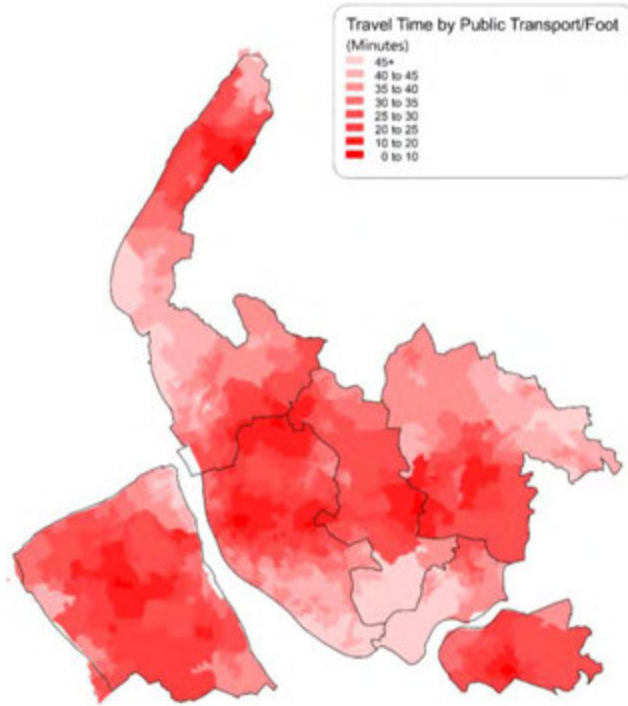 Travel Time by Public Transport/Foot
(Minutes)
45+
40 to 45
35 to 40
30 to 35
25 to 30
20 to 25
10 to 20
0 to 10